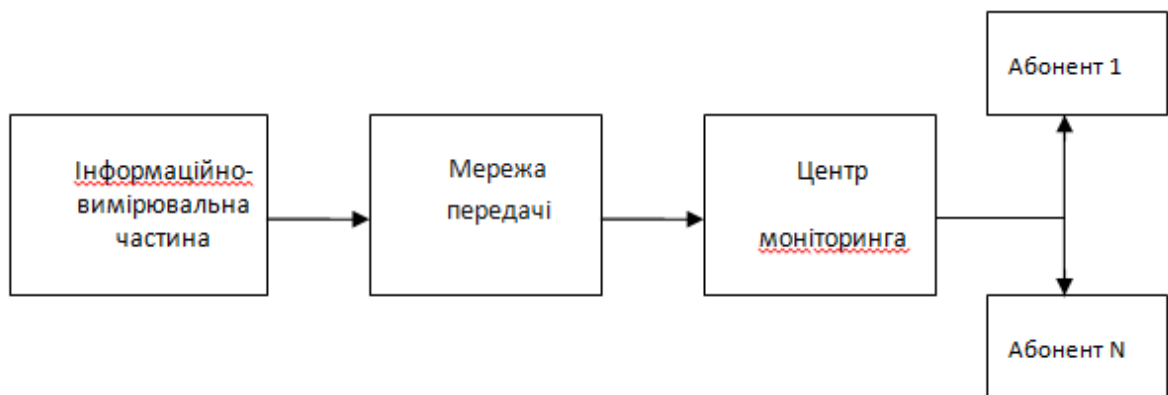 Інформаційно-
вимірювальна
частина
Мережа
передачі
Центр
моніторинга
Абонент 1
Абонент N